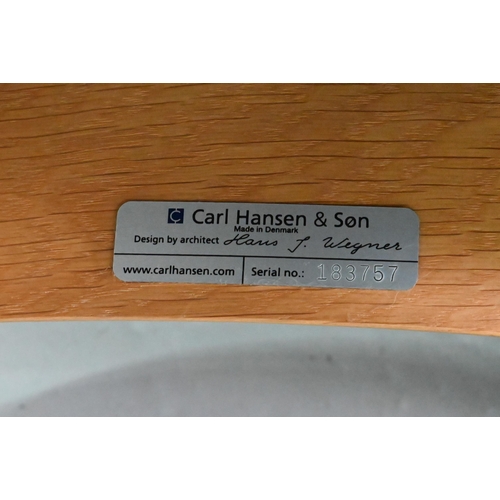 C Carl Hansen & Søn
Made in Denmark
Design by architect Hans J. Wegner
www.carlhansen.com
Serial no.: 183757